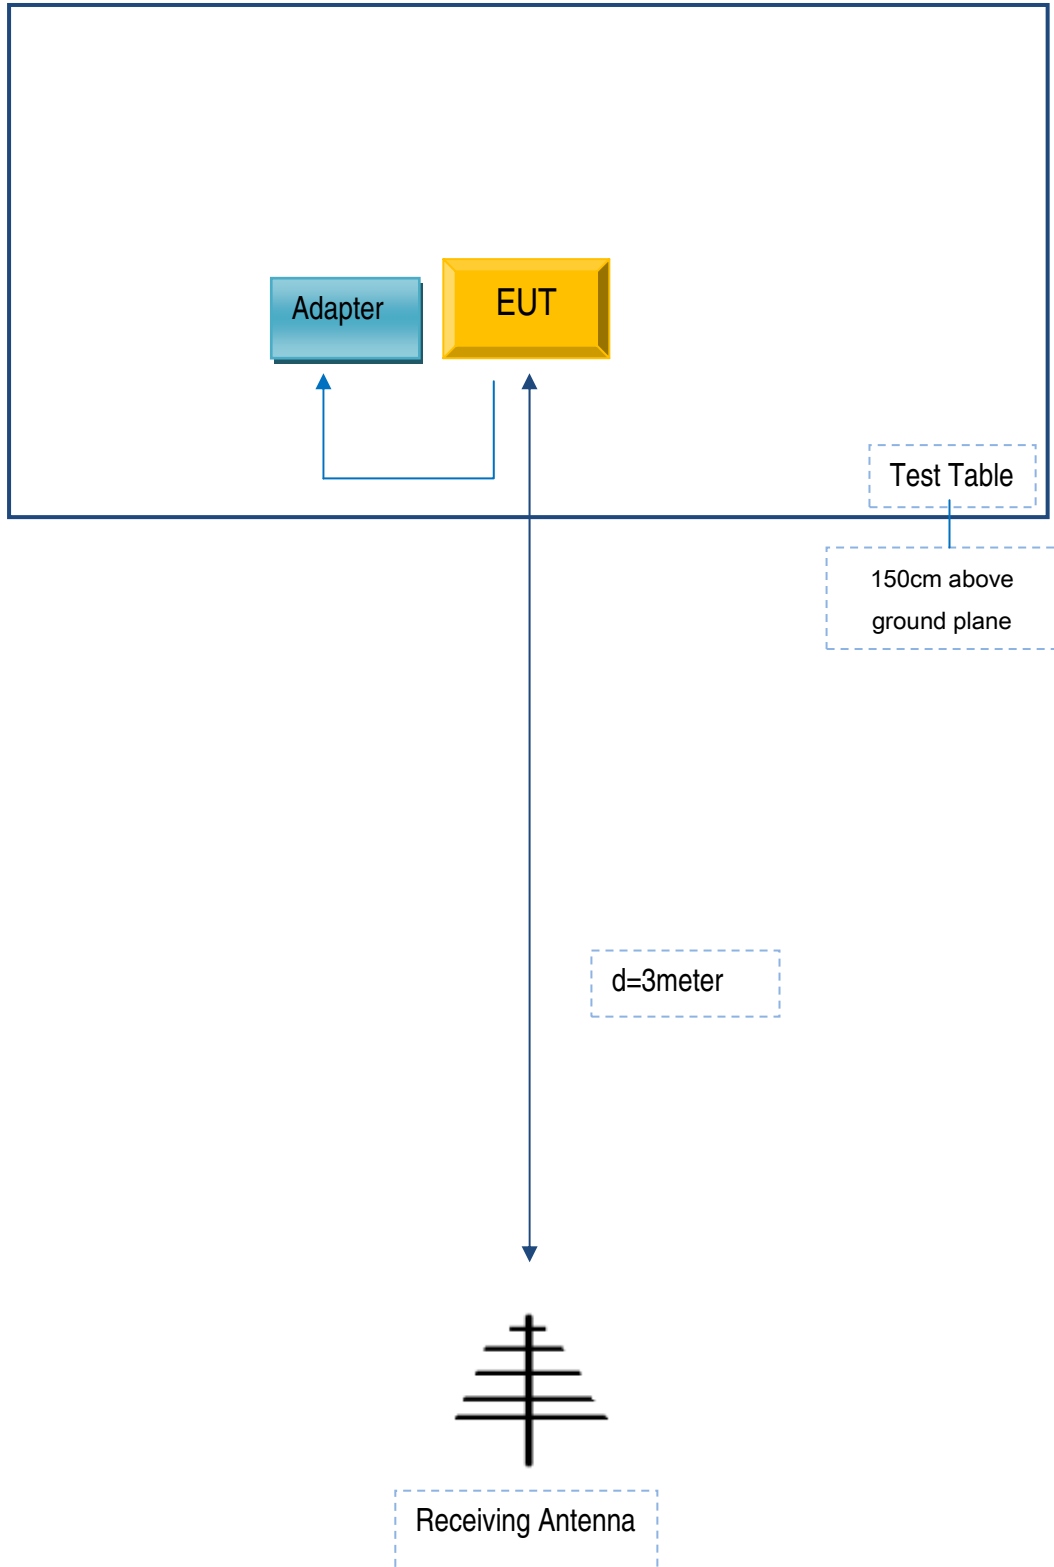 Adapter
EUT
Test Table
150cm above
ground plane
d=3meter
Receiving Antenna